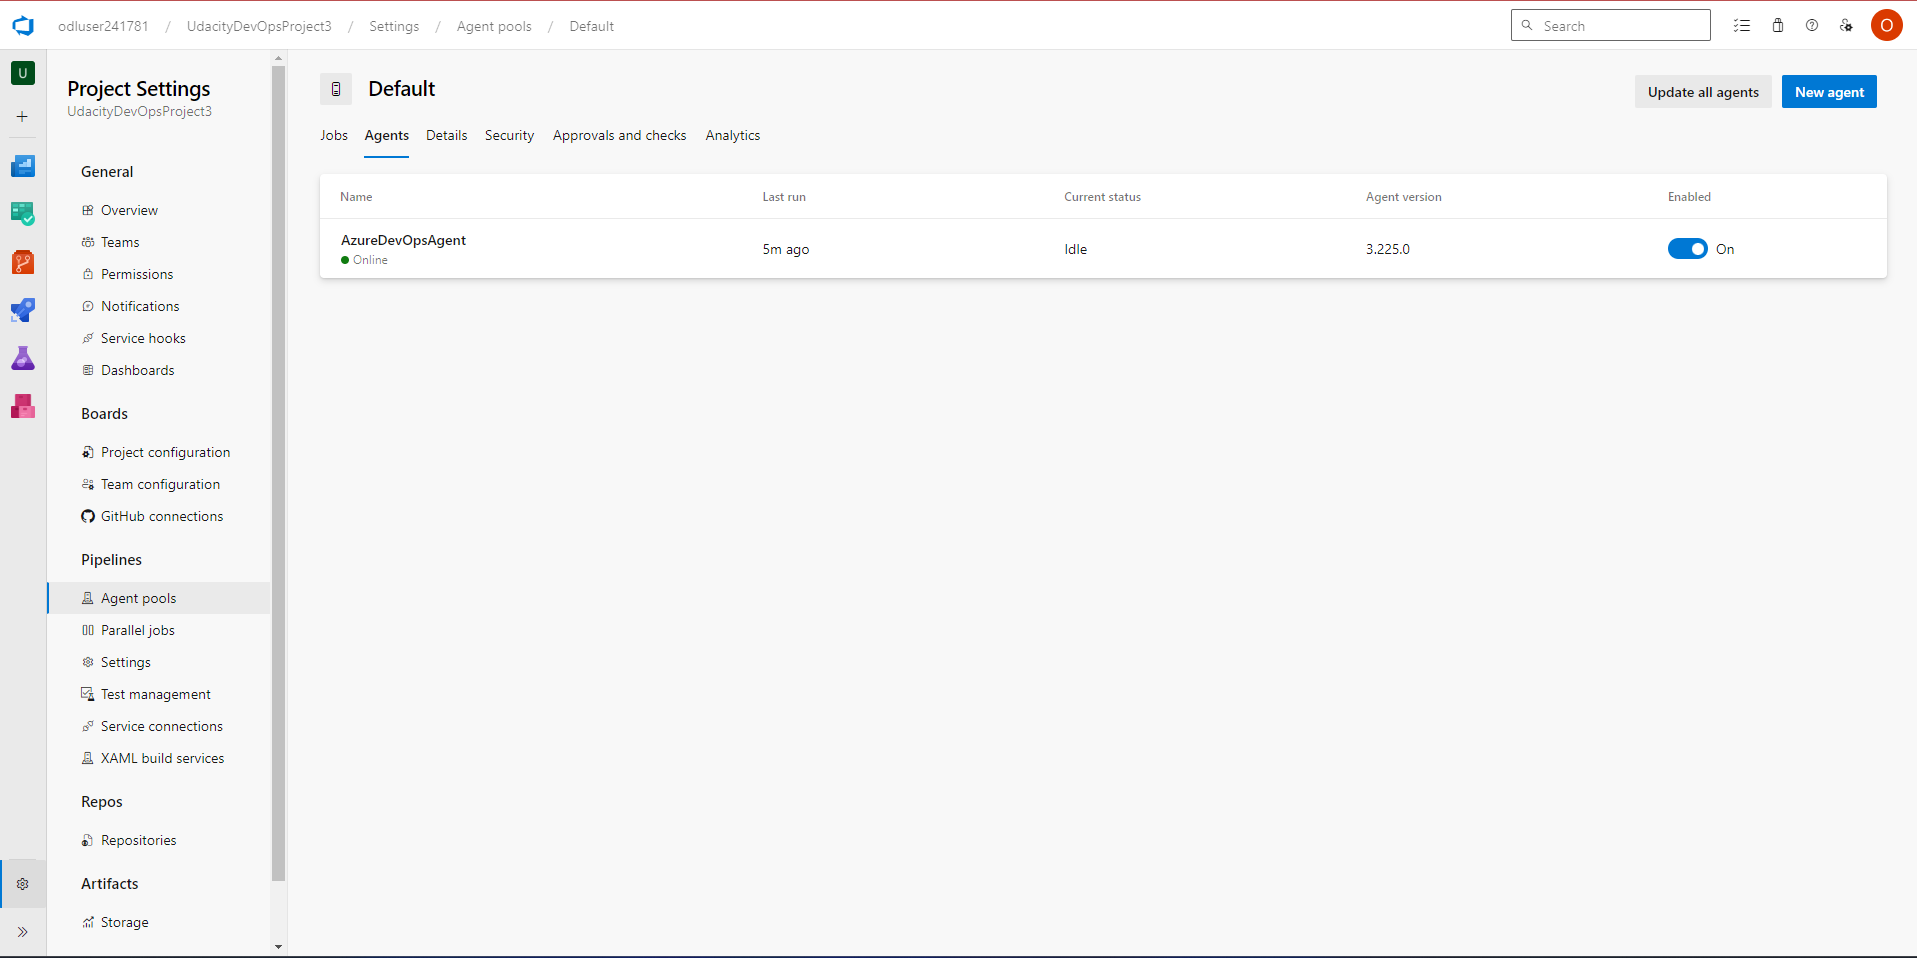 odluser241781 / UdacityDevOpsProject3 / Settings / Agent pools / Default
Search
O
U
Project Settings
UdacityDevOpsProject3
General
Overview
Teams
Permissions
Notifications
Service hooks
Dashboards
Boards
Project configuration
Team configuration
GitHub connections
Pipelines
Agent pools
Parallel jobs
Settings
Test management
Service connections
XAML build services
Repos
Repositories
Artifacts
Storage
Default
Update all agents
New agent
Jobs Agents Details Security Approvals and checks Analytics
Name Last run Current status Agent version Enabled
AzureDevOpsAgent
Online
5m ago Idle 3.225.0 On